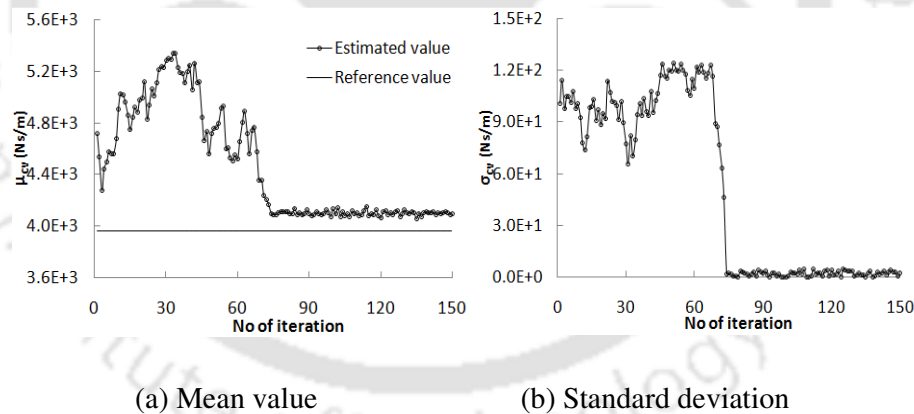 5.6E+3
5.2E+3
4.8E+3
4.4E+3
4.0E+3
3.6E+3
μcv (Ns/m)
Estimated value
Reference value
0 30 60 90 120 150
No of iteration
(a) Mean value
1.5E+2
1.2E+2
9.0E+1
6.0E+1
3.0E+1
0.0E+0
σcv (Ns/m)
0 30 60 90 120 150
No of iteration
(b) Standard deviation